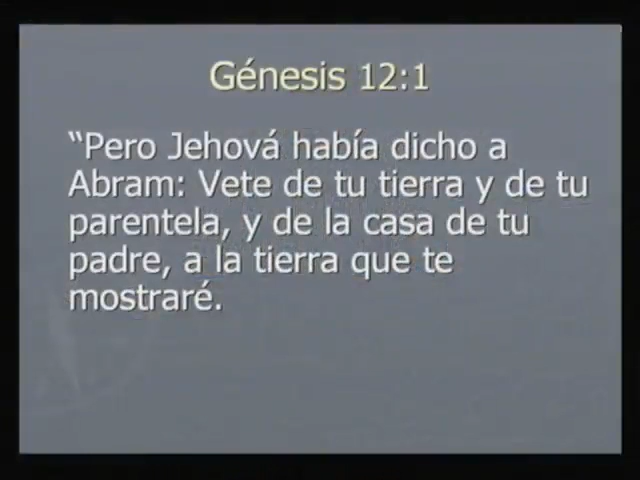 Génesis 12:1
“Pero Jehová había dicho a
Abram: Vete de tu tierra y de tu
parentela, y de la casa de tu
padre, a la tierra que te
mostraré.